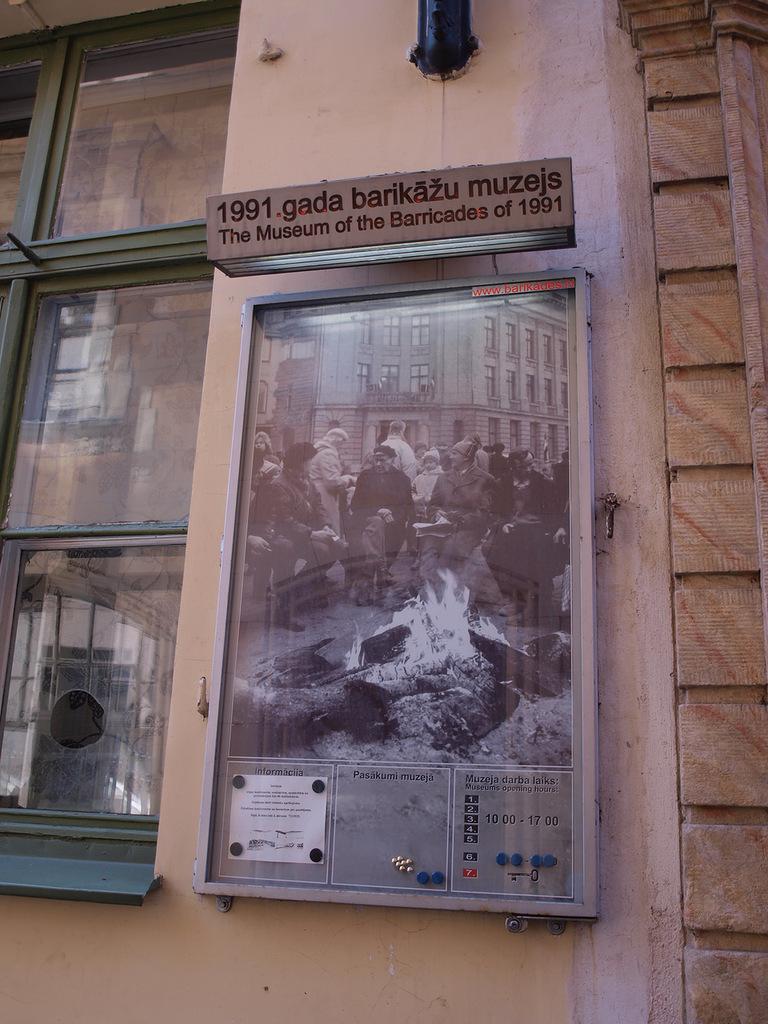 1991.gada barikāžu muzejs
The Museum of the Barricades of 1991
www.barikades.lv
Informācija
Pasākumi muzejā
Muzeja darba laiks:
Museums opening hours:
1.
2.
3. 10 00 - 17 00
4.
5.
6.
7.